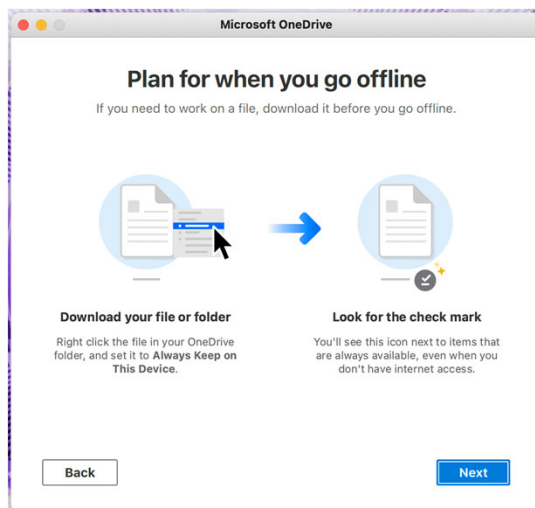 Microsoft OneDrive
Plan for when you go offline
If you need to work on a file, download it before you go offline.
Download your file or folder
Right click the file in your OneDrive
folder, and set it to Always Keep on
This Device.
Look for the check mark
You'll see this icon next to items that
are always available, even when you
don't have internet access.
Back
Next